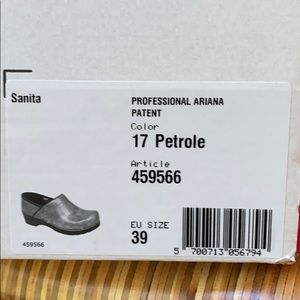 Sanita
PROFESSIONAL ARIANA
PATENT
Color
17 Petrole
Article
459566
459566
EU SIZE
39
5 700713 056794